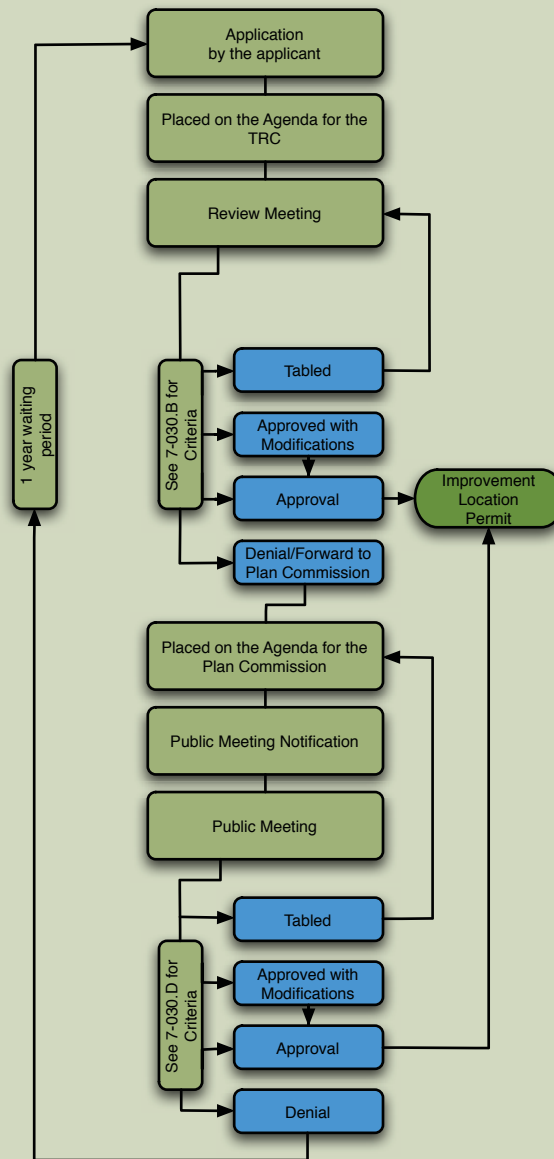 Application
by the applicant
Placed on the Agenda for the
TRC
Review Meeting
1 year waiting
period
See 7-030.B for
Criteria
Tabled
Approved with
Modifications
Approval
Improvement
Location
Permit
Denial/Forward to
Plan Commission
Placed on the Agenda for the
Plan Commission
Public Meeting Notification
Public Meeting
See 7-030.D for
Criteria
Tabled
Approved with
Modifications
Approval
Denial